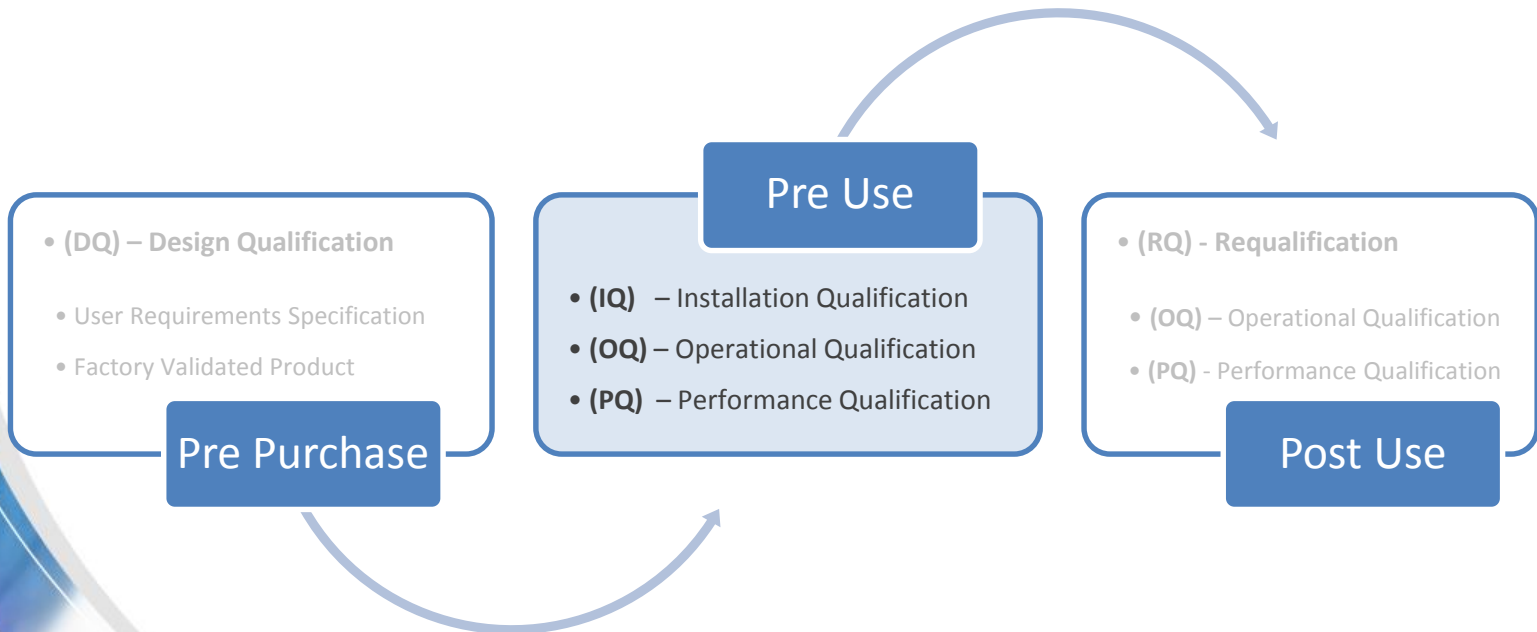 • (DQ) – Design Qualification
• User Requirements Specification
• Factory Validated Product
Pre Purchase
Pre Use
• (IQ) – Installation Qualification
• (OQ) – Operational Qualification
• (PQ) – Performance Qualification
• (RQ) - Requalification
• (OQ) – Operational Qualification
• (PQ) - Performance Qualification
Post Use